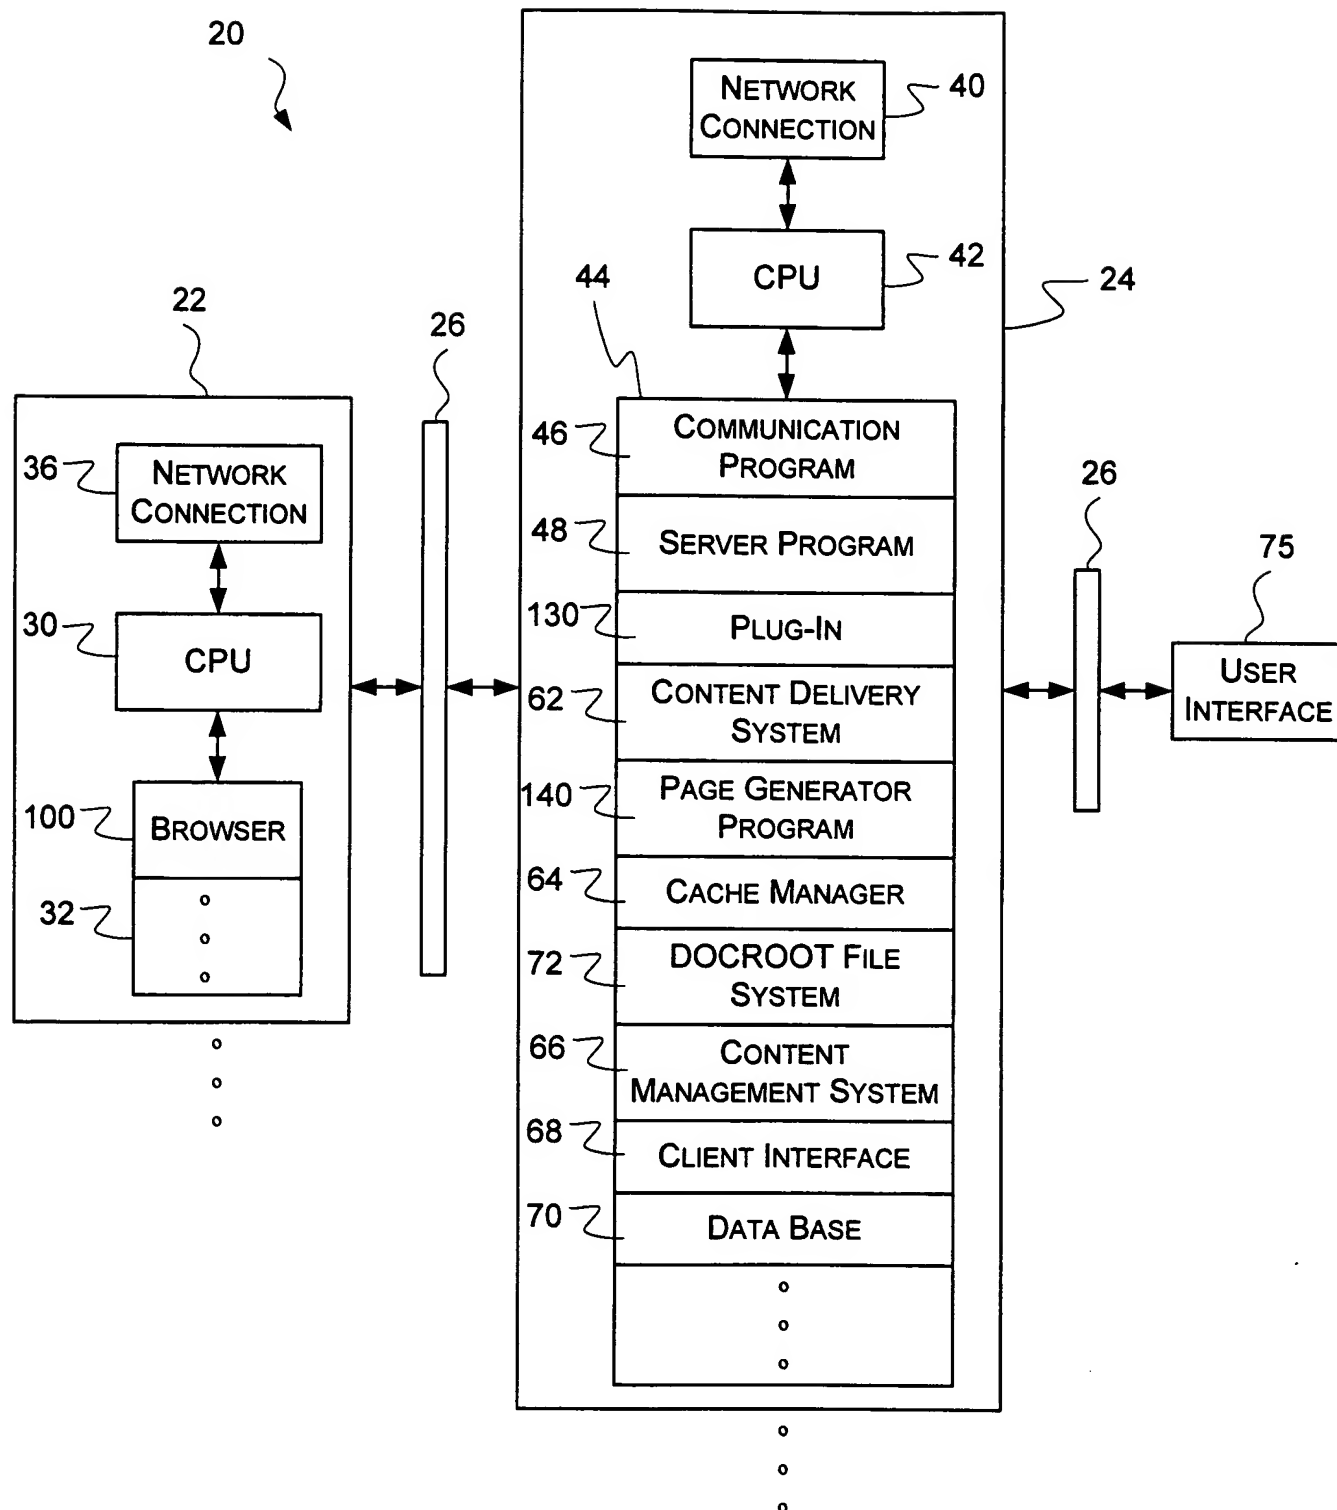 20
NETWORK
CONNECTION
40
CPU
42
44
24
22
26
36
NETWORK
CONNECTION
30
CPU
100
BROWSER
32
46
COMMUNICATION
PROGRAM
48
SERVER PROGRAM
130
PLUG-IN
62
CONTENT DELIVERY
SYSTEM
140
PAGE GENERATOR
PROGRAM
64
CACHE MANAGER
72
DOCROOT FILE
SYSTEM
66
CONTENT
MANAGEMENT SYSTEM
68
CLIENT INTERFACE
70
DATA BASE
26
75
USER
INTERFACE